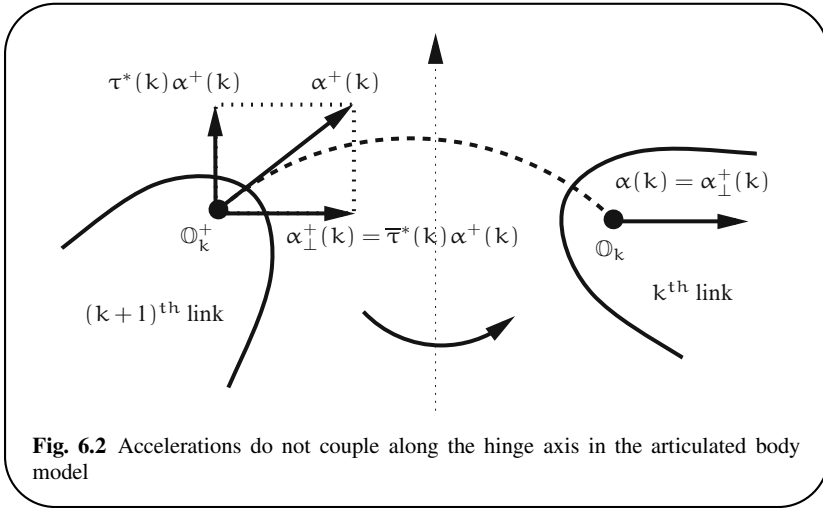 τ*(k)α⁺(k) α⁺(k)
α(k) = α⁺⊥(k)
𝕆⁺ₖ α⁺⊥(k) = τ̄*(k)α⁺(k) 𝕆ₖ
(k + 1)ᵗʰ link kᵗʰ link
Fig. 6.2 Accelerations do not couple along the hinge axis in the articulated body
model